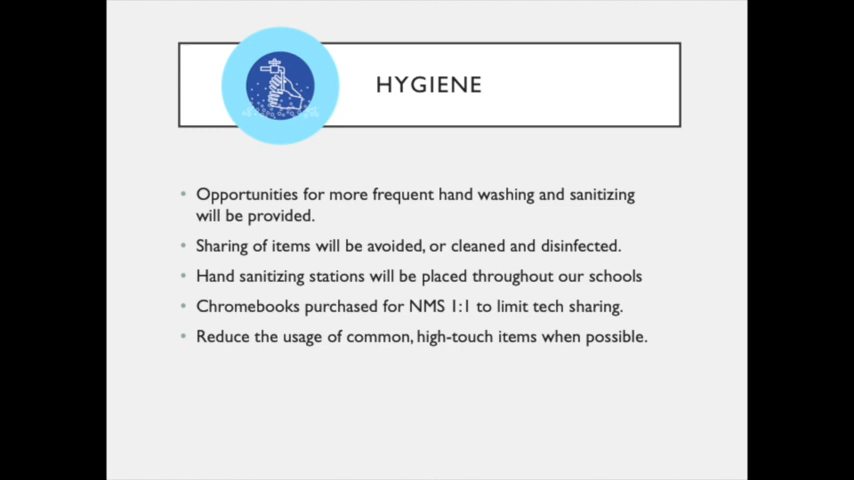 HYGIENE
Opportunities for more frequent hand washing and sanitizing
will be provided.
Sharing of items will be avoided, or cleaned and disinfected.
Hand sanitizing stations will be placed throughout our schools
Chromebooks purchased for NMS 1:1 to limit tech sharing.
Reduce the usage of common, high-touch items when possible.